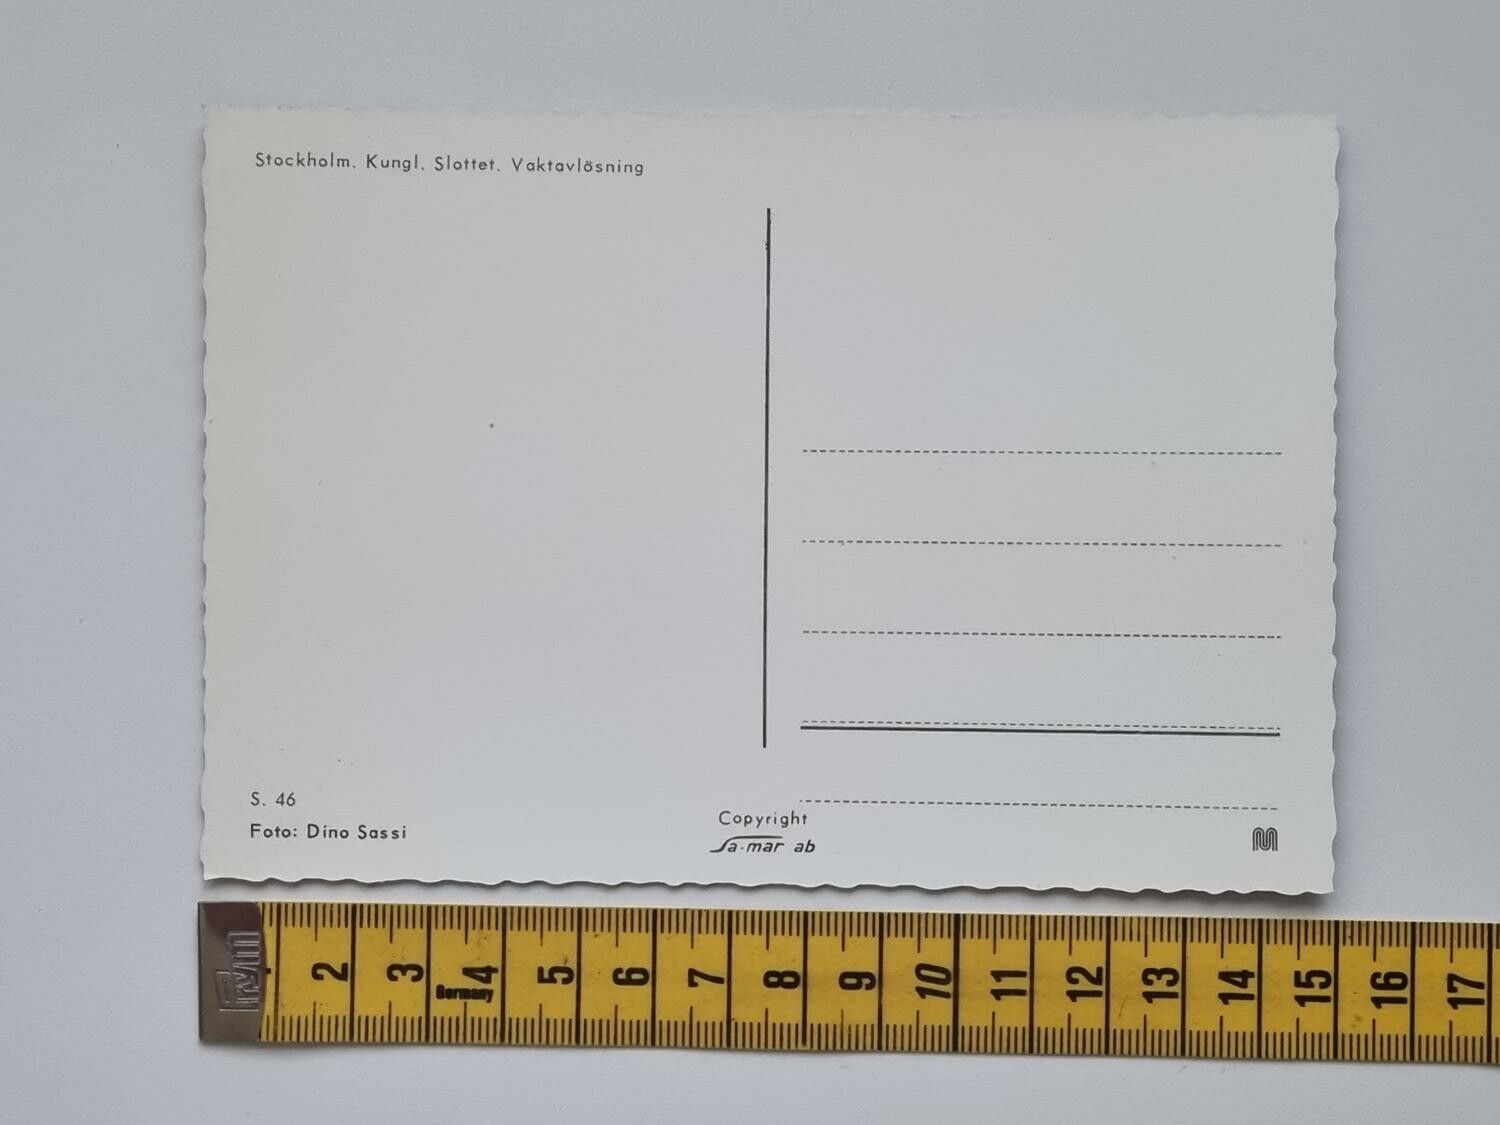 Stockholm. Kungl. Slottet. Vaktavlösning
S. 46
Foto: Dino Sassi
Copyright
Sa-mar ab
M
2 3 4 5 6 7 8 9 10 11 12 13 14 15 16 17
Germany